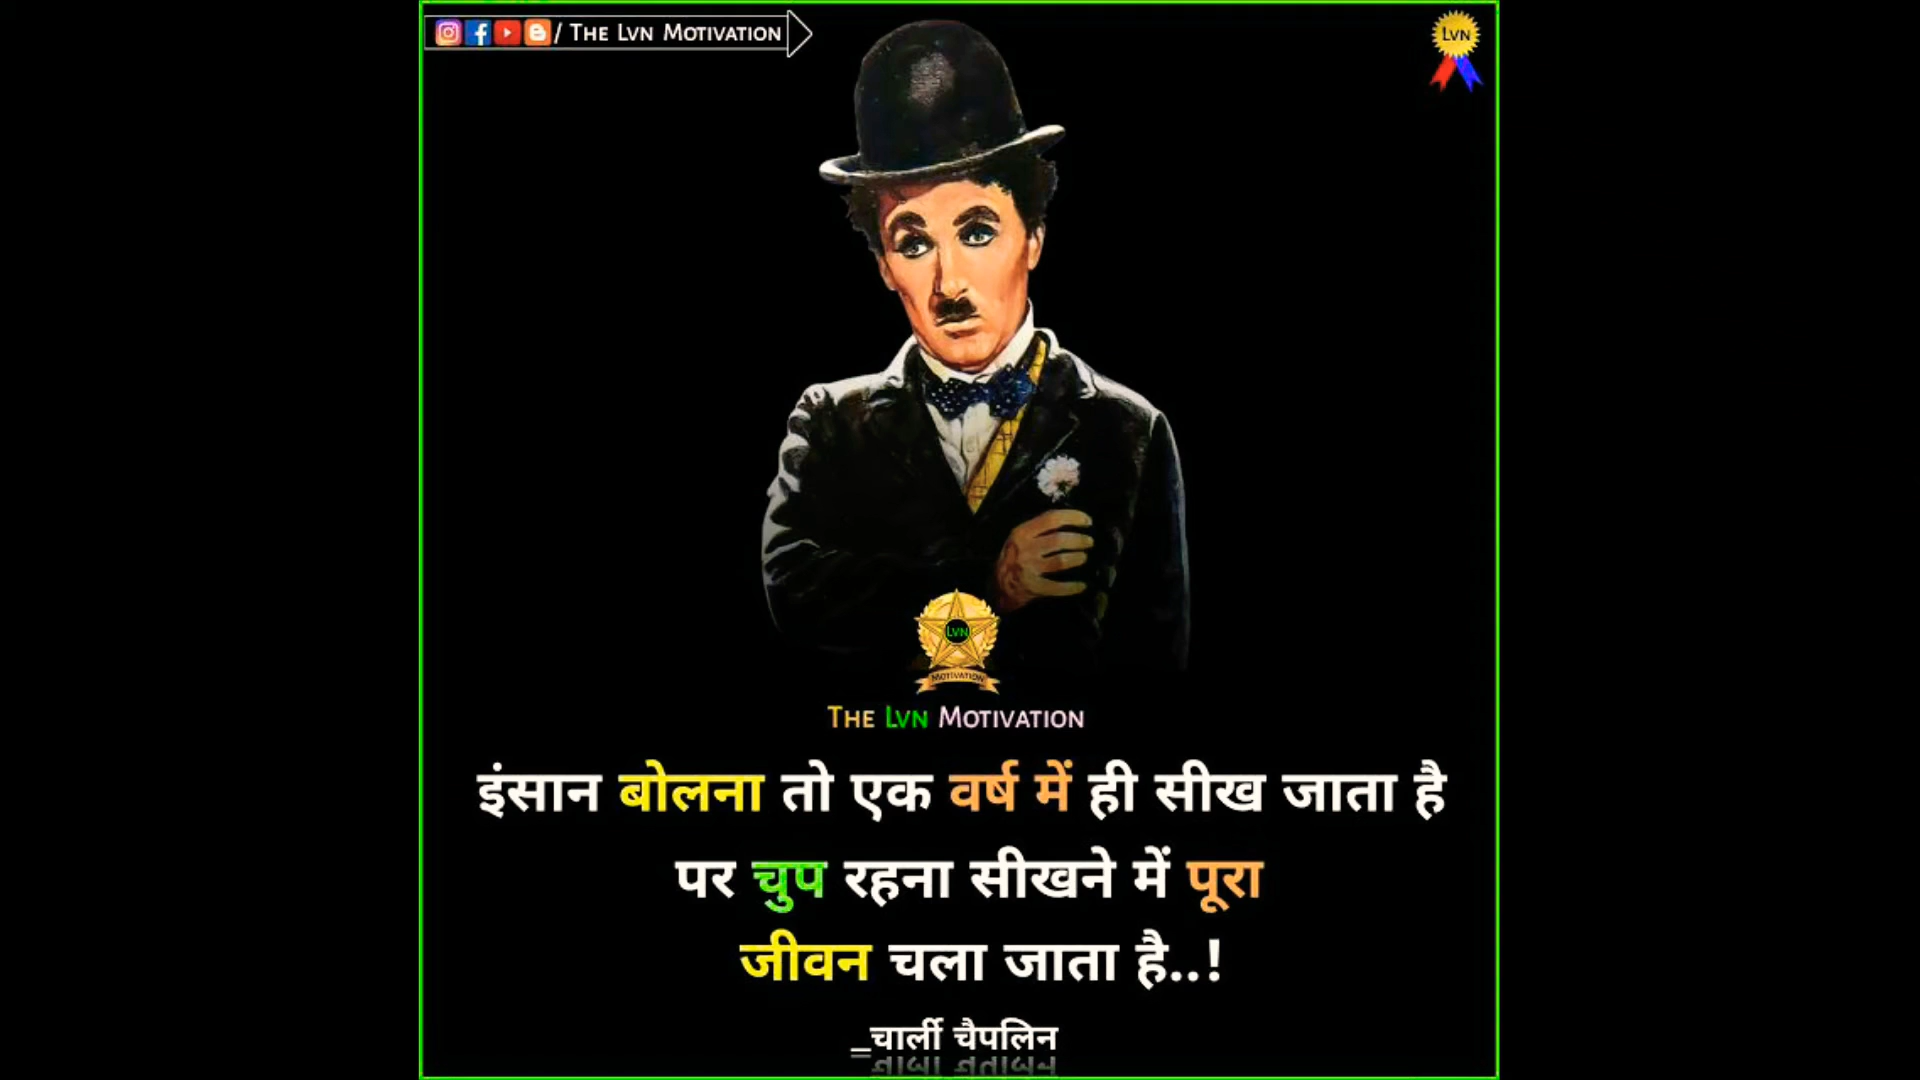 / The Lvn Motivation
Lvn
Lvn
Motivation
The Lvn Motivation
इंसान बोलना तो एक वर्ष में ही सीख जाता है
पर चुप रहना सीखने में पूरा
जीवन चला जाता है..!
_चार्ली चैपलिन